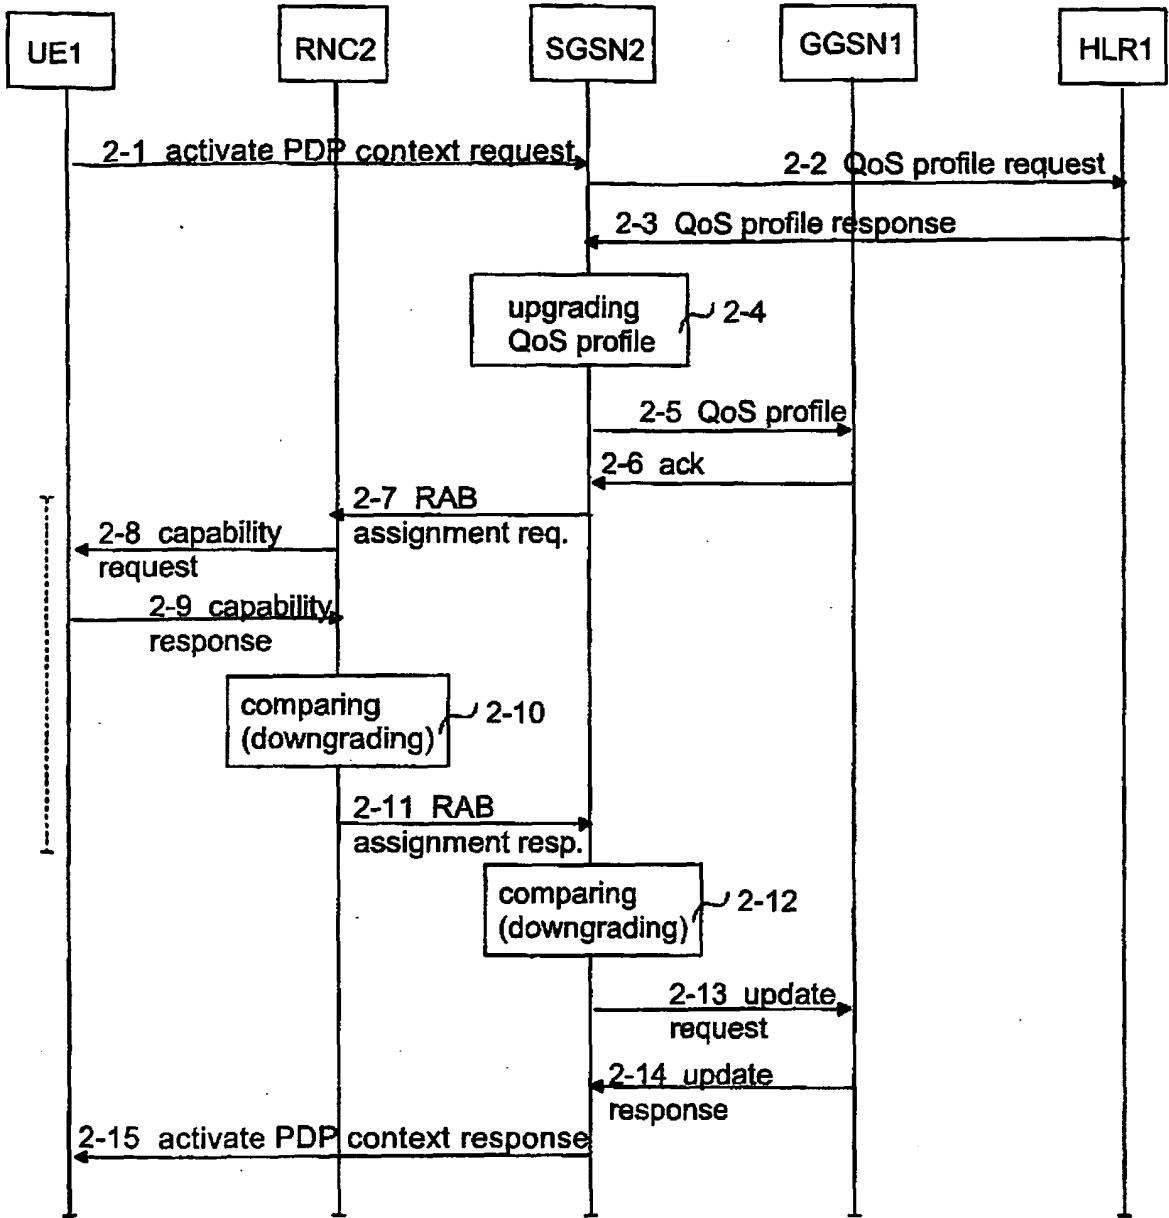 UE1
RNC2
SGSN2
GGSN1
HLR1
2-1 activate PDP context request
2-2 QoS profile request
2-3 QoS profile response
upgrading
QoS profile
2-4
2-5 QoS profile
2-6 ack
2-7 RAB
assignment req.
2-8 capability
request
2-9 capability
response
comparing
(downgrading)
2-10
2-11 RAB
assignment resp.
comparing
(downgrading)
2-12
2-13 update
request
2-14 update
response
2-15 activate PDP context response